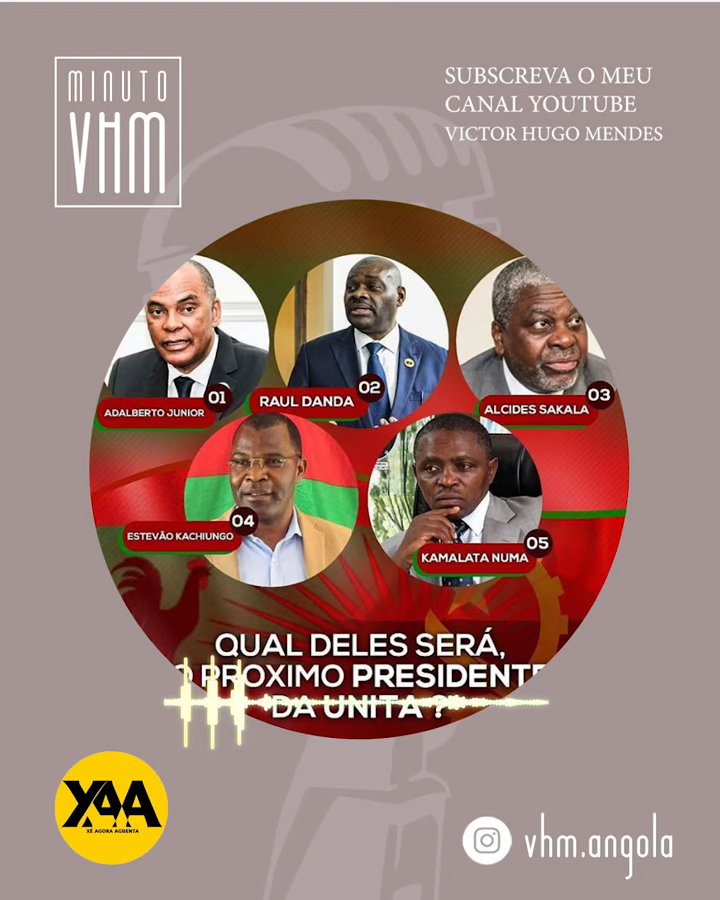 MINUTO
VHM
SUBSCREVA O MEU
CANAL YOUTUBE
VICTOR HUGO MENDES
01
ADALBERTO JUNIOR
02
RAUL DANDA
03
ALCIDES SAKALA
04
ESTEVÃO KACHIUNGO
05
KAMALATA NUMA
QUAL DELES SERÁ,
O PROXIMO PRESIDENTE
DA UNITA ?
XAA
XÊ AGORA AGUENTA
vhm.angola